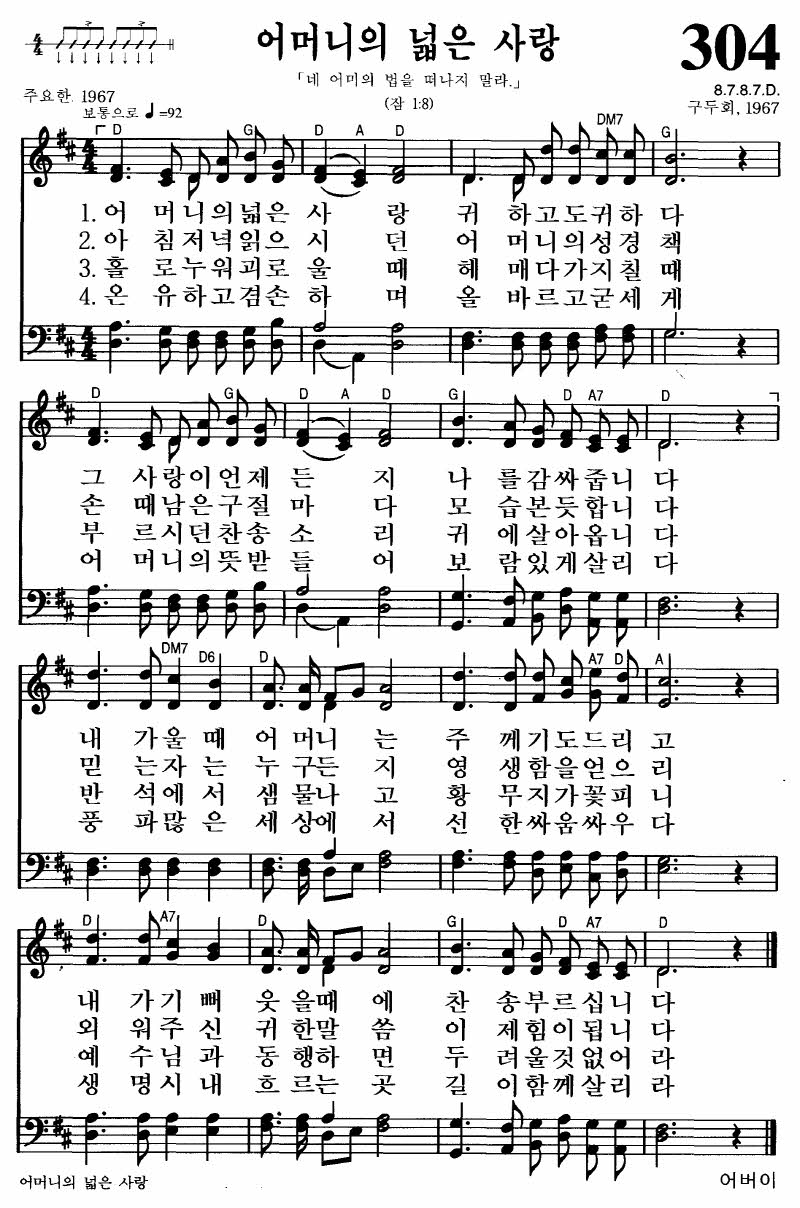 어머니의 넓은 사랑
304
「네 어미의 법을 떠나지 말라.」
(잠 1:8)
8.7.8.7.D.
주요한, 1967
구두회, 1967
보통으로 ♩=92
D G D A D DM7 G
1. 어 머니의넓은 사 랑 귀 하고도귀하 다
2. 아 침저녁읽으 시 던 어 머니의성경 책
3. 홀 로누워괴로 울 때 헤 매다가지칠 때
4. 온 유하고겸손 하 며 올 바르고굳세 게
D G D A D G D A7 D
그 사랑이언제 든 지 나 를감싸줍니 다
손 때남은구절 마 다 모 습본듯합니 다
부 르시던찬송 소 리 귀 에살아옵니 다
어 머니의뜻받 들 어 보 람있게살리 다
DM7 D6 D A7 D A
내 가울때 어 머니 는 주 께기도드리 고
믿 는자는 누 구든 지 영 생함을얻으 리
반 석에서 샘 물나 고 황 무지가꽃피 니
풍 파많은 세 상에 서 선 한싸움싸우 다
D A7 D G D A7 D
내 가기뻐 웃 을때 에 찬 송부르십니 다
외 워주신 귀 한말 씀 이 제힘이됩니 다
예 수님과 동 행하 면 두 려울것없어 라
생 명시내 흐 르는 곳 길 이함께살리 라
어머니의 넓은 사랑
어버이